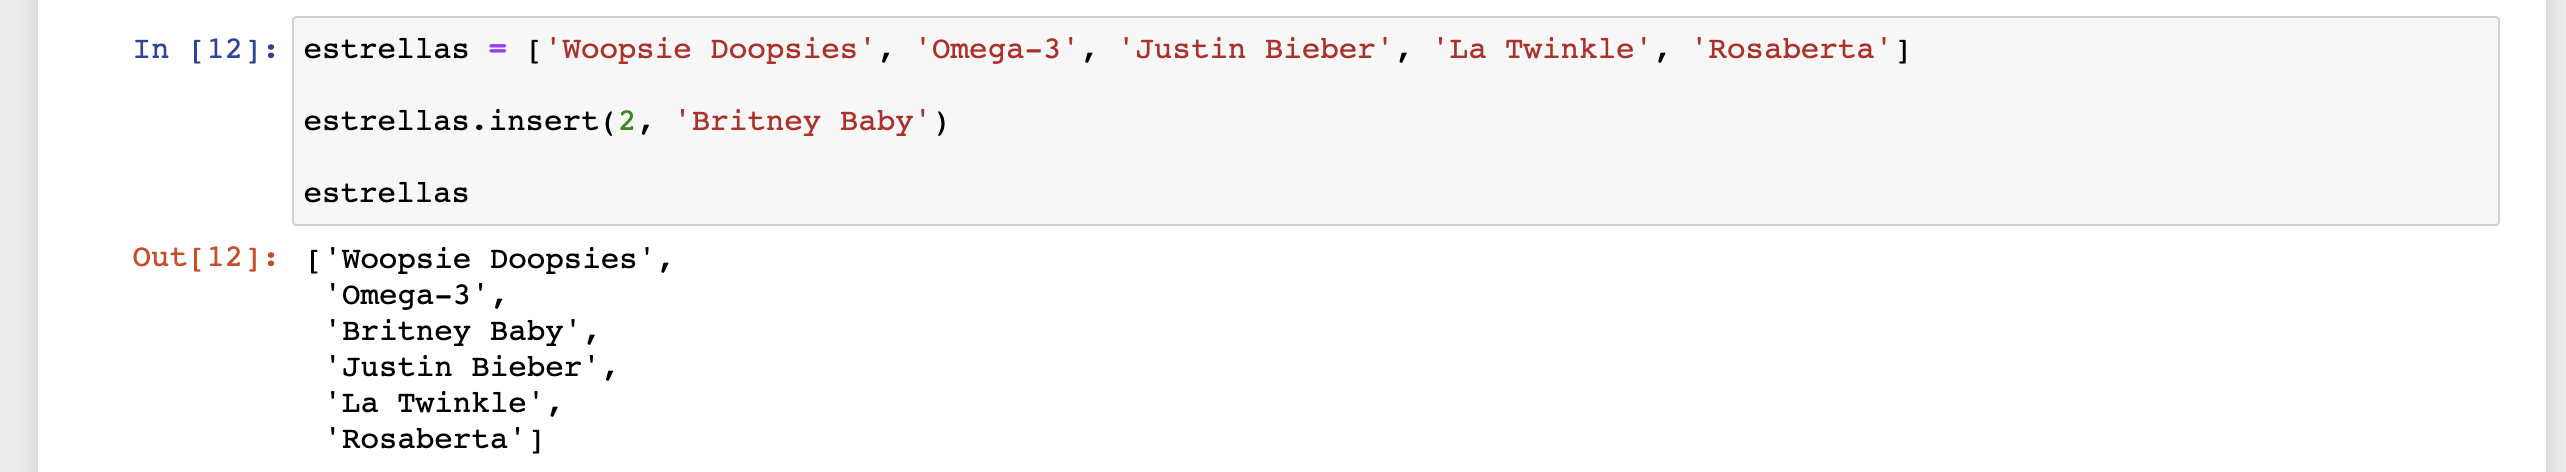 In [12]: estrellas = ['Woopsie Doopsies', 'Omega-3', 'Justin Bieber', 'La Twinkle', 'Rosaberta']
estrellas.insert(2, 'Britney Baby')
estrellas
Out[12]: ['Woopsie Doopsies',
'Omega-3',
'Britney Baby',
'Justin Bieber',
'La Twinkle',
'Rosaberta']